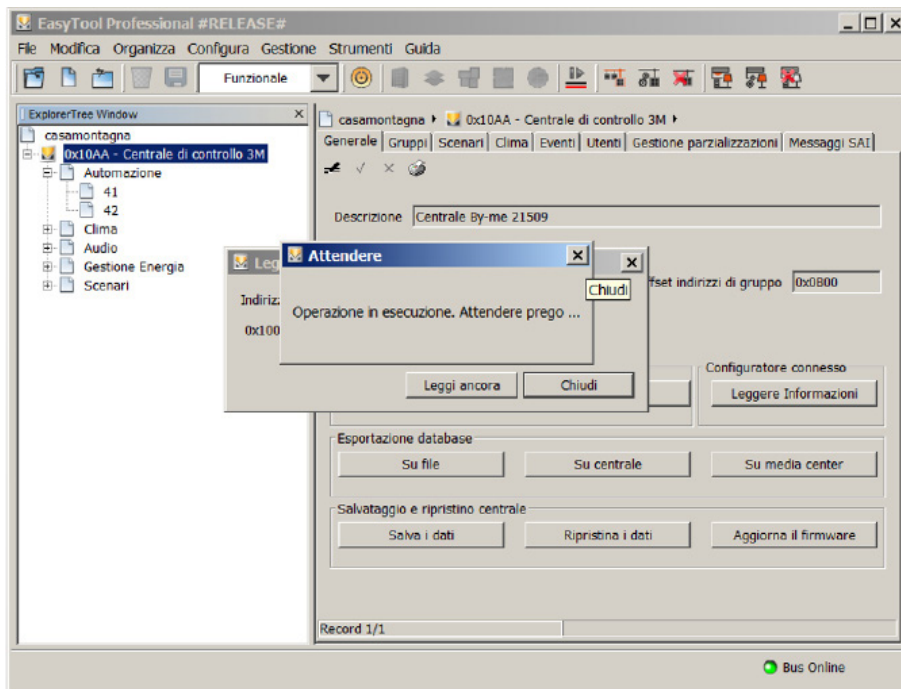 EasyTool Professional #RELEASE#
File Modifica Organizza Configura Gestione Strumenti Guida
Funzionale
ExplorerTree Window
casamontagna
0x10AA - Centrale di controllo 3M
Automazione
41
42
Clima
Audio
Gestione Energia
Scenari
casamontagna 0x10AA - Centrale di controllo 3M
Generale Gruppi Scenari Clima Eventi Utenti Gestione parzializzazioni Messaggi SAI
Descrizione Centrale By-me 21509
Leg
Attendere
Chiudi
Indiriz
fset indirizzi di gruppo 0x0800
0x100
Operazione in esecuzione. Attendere prego ...
Leggi ancora Chiudi
Configuratore connesso
Leggere Informazioni
Esportazione database
Su file Su centrale Su media center
Salvataggio e ripristino centrale
Salva i dati Ripristina i dati Aggiorna il firmware
Record 1/1
Bus Online